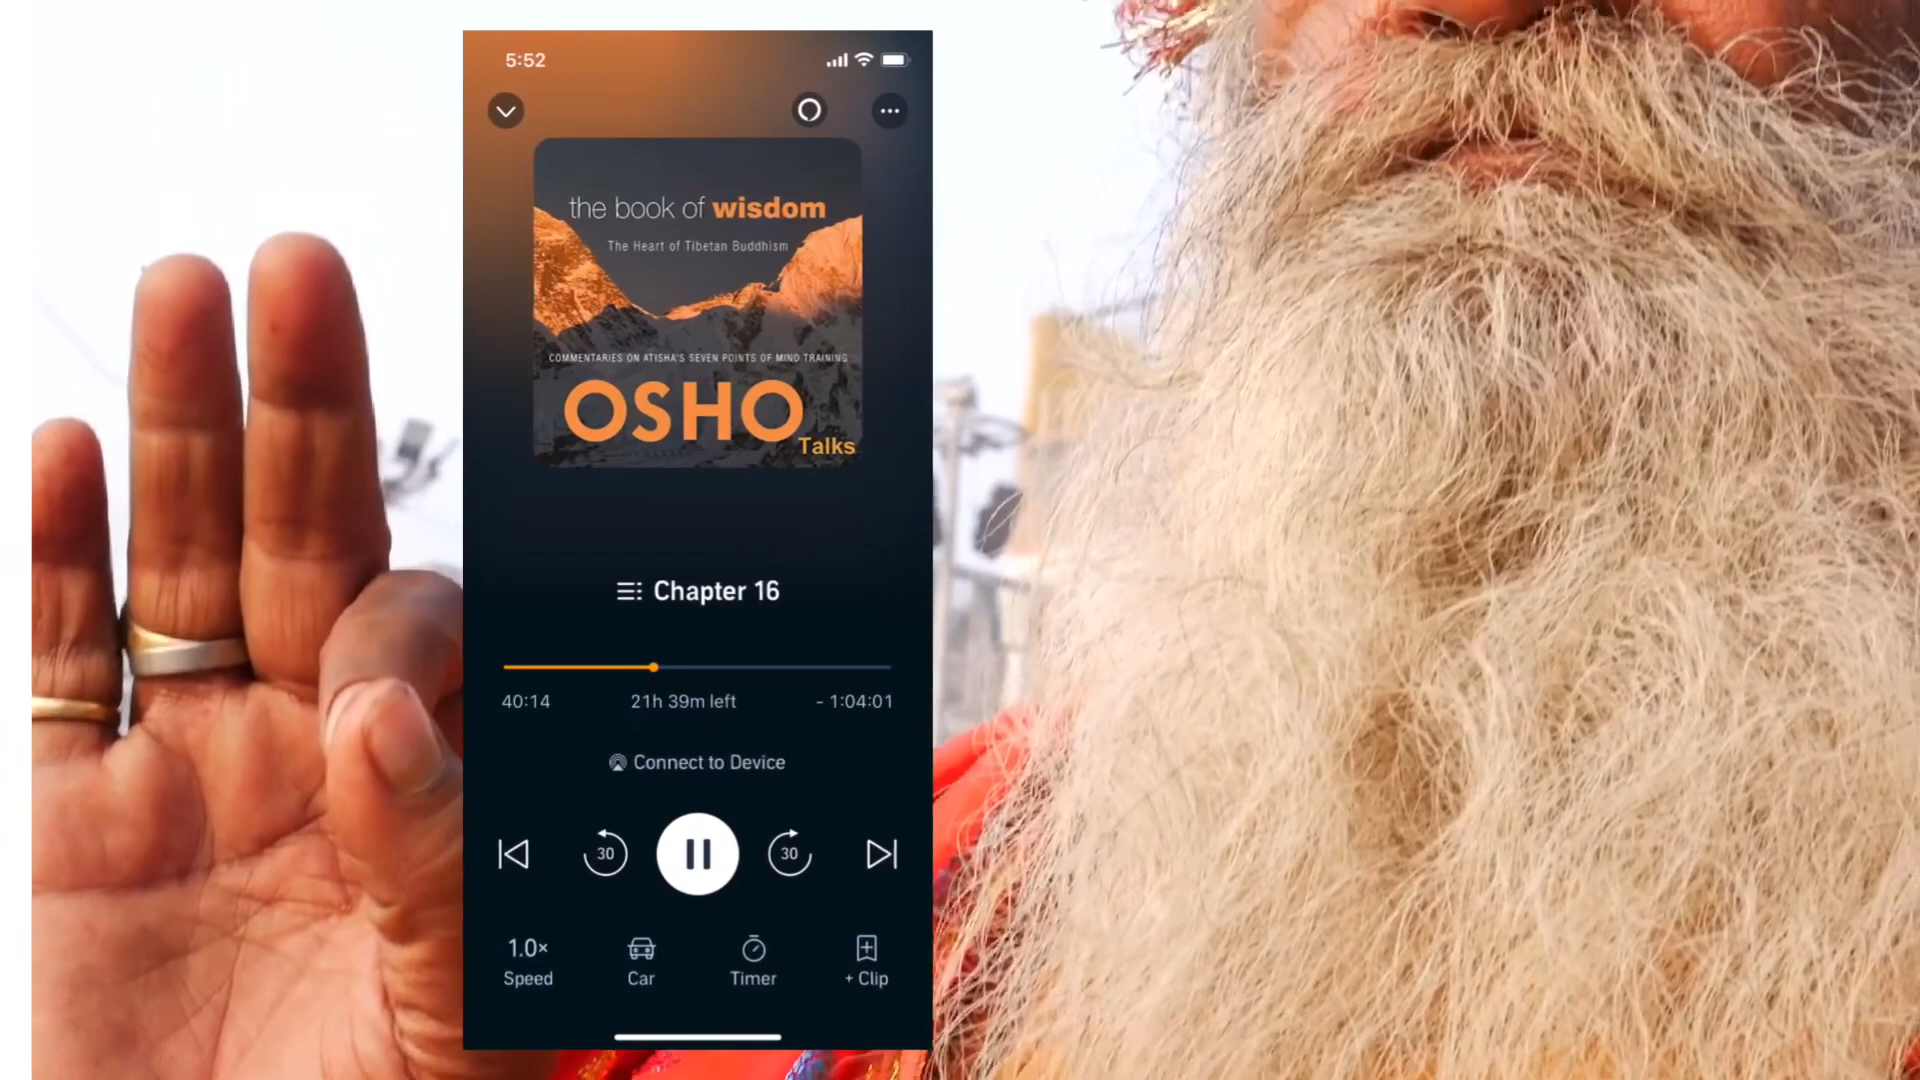 5:52
the book of wisdom
The Heart of Tibetan Buddhism
COMMENTARIES ON ATISHA'S SEVEN POINTS OF MIND TRAINING
OSHO
Talks
Chapter 16
40:14 21h 39m left - 1:04:01
Connect to Device
30 30
1.0× Car Timer + Clip
Speed